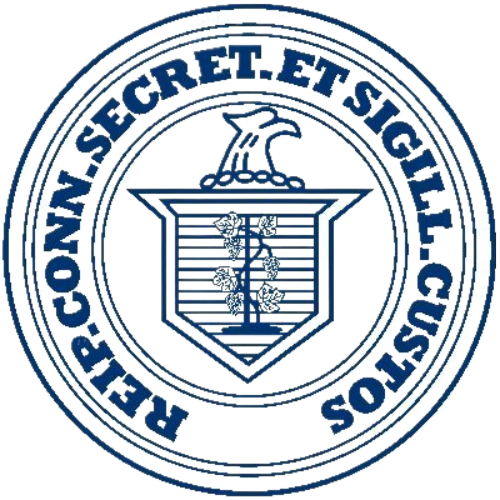 REIP. CONN. SECRET. ET SIGILL. CUSTOS